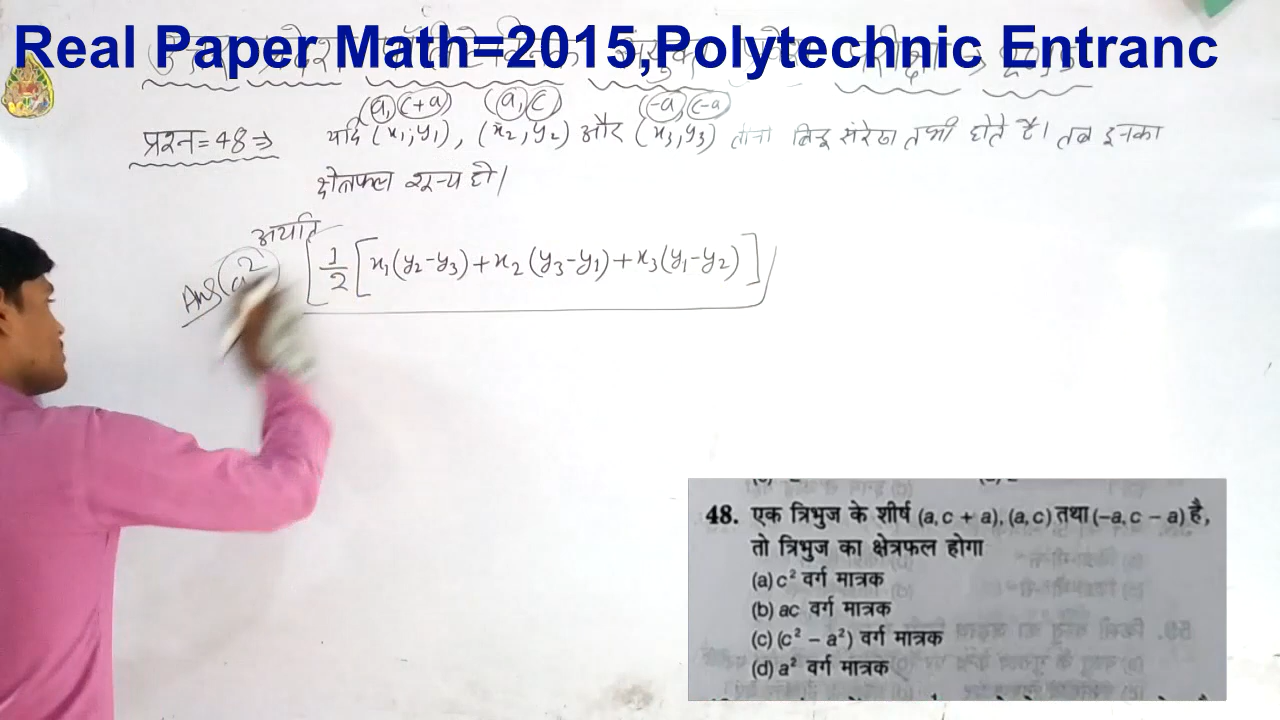 Real Paper Math=2015,Polytechnic Entranc
(a, c+a) (a, c) (-a, c-a)
प्रश्न=48⇒ यदि (x₁,y₁), (x₂,y₂) और (x₃,y₃) तीनों बिन्दु संरेख तभी होते है। तब इनका
क्षेत्रफल शून्य हो।
अर्थात
Ans (a²) [1/2 [x₁(y₂-y₃)+x₂(y₃-y₁)+x₃(y₁-y₂)]
48. एक त्रिभुज के शीर्ष (a, c + a), (a, c) तथा (–a, c – a) है,
तो त्रिभुज का क्षेत्रफल होगा
(a) c² वर्ग मात्रक
(b) ac वर्ग मात्रक
(c) (c² – a²) वर्ग मात्रक
(d) a² वर्ग मात्रक